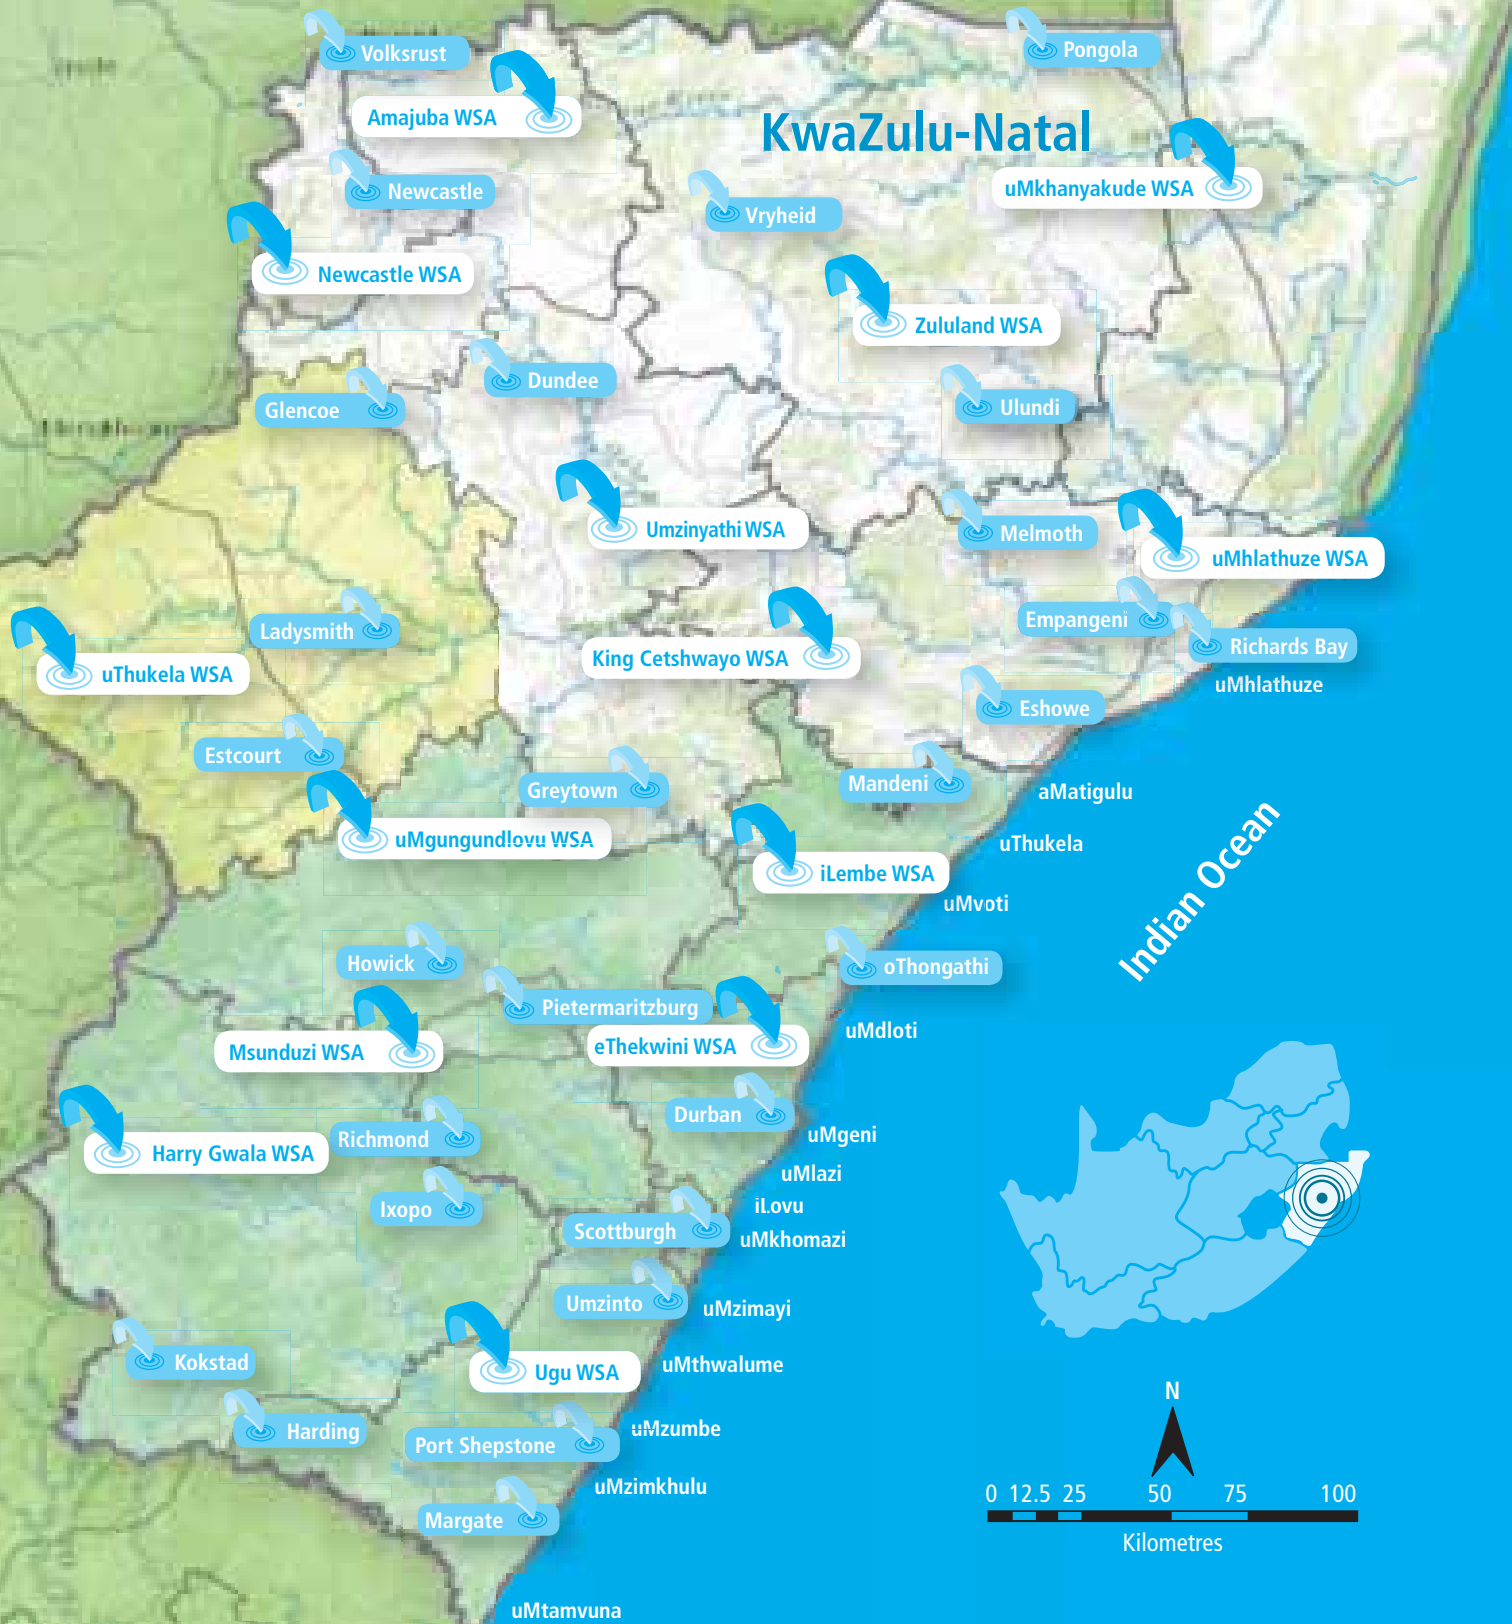 Volksrust
Pongola
Amajuba WSA
KwaZulu-Natal
uMkhanyakude WSA
Newcastle
Vryheid
Newcastle WSA
Zululand WSA
Dundee
Glencoe
Ulundi
Umzinyathi WSA
Melmoth
uMhlathuze WSA
Empangeni
Ladysmith
Richards Bay
King Cetshwayo WSA
uThukela WSA
uMhlathuze
Eshowe
Estcourt
Mandeni
Greytown
aMatigulu
uMgungundlovu WSA
uThukela
Indian Ocean
iLembe WSA
uMvoti
Howick
oThongathi
Pietermaritzburg
uMdloti
eThekwini WSA
Msunduzi WSA
Durban
uMgeni
Richmond
Harry Gwala WSA
uMlazi
Ixopo
iLovu
Scottburgh
uMkhomazi
Umzinto
uMzimayi
Kokstad
Ugu WSA
uMthwalume
N
Harding
uMzumbe
Port Shepstone
uMzimkhulu
0 12.5 25 50 75 100
Margate
Kilometres
uMtamvuna